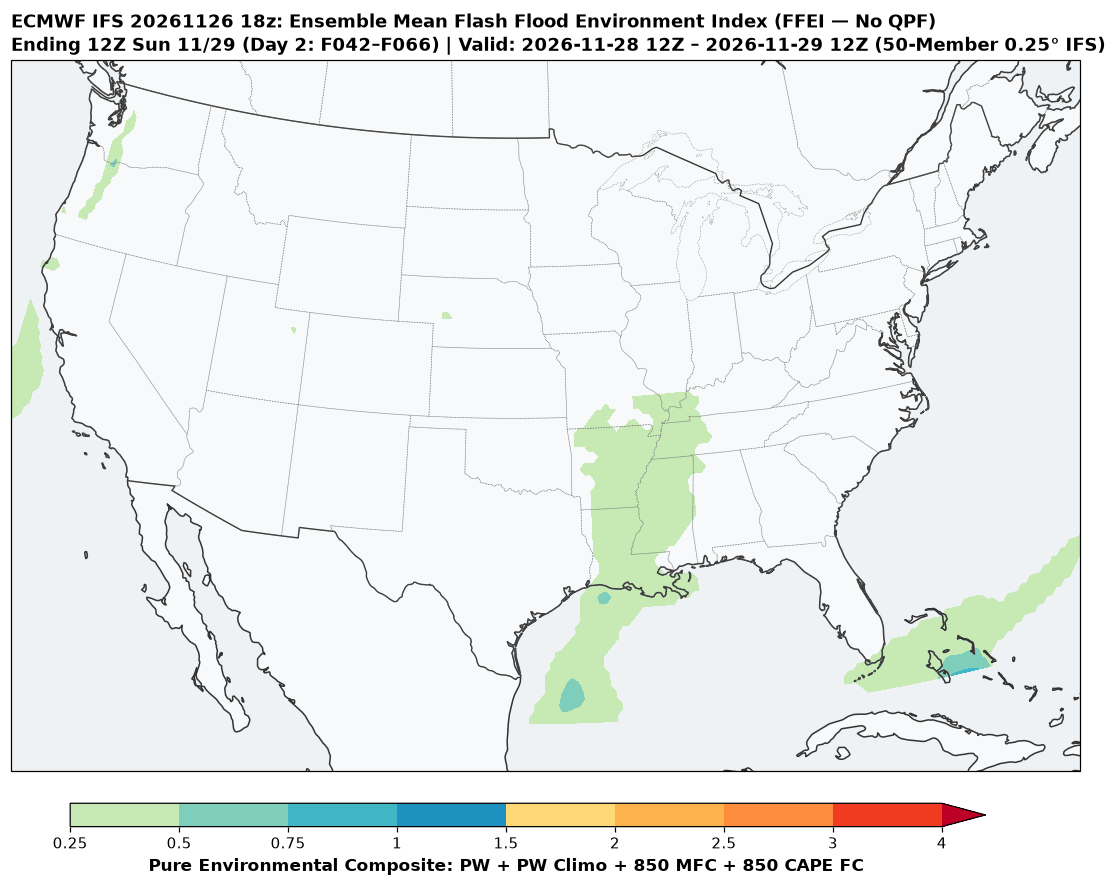 ECMWF IFS 20261126 18z: Ensemble Mean Flash Flood Environment Index (FFEI — No QPF)
Ending 12Z Sun 11/29 (Day 2: F042–F066) | Valid: 2026-11-28 12Z – 2026-11-29 12Z (50-Member 0.25° IFS)
0.25 0.5 0.75 1 1.5 2 2.5 3 4
Pure Environmental Composite: PW + PW Climo + 850 MFC + 850 CAPE FC